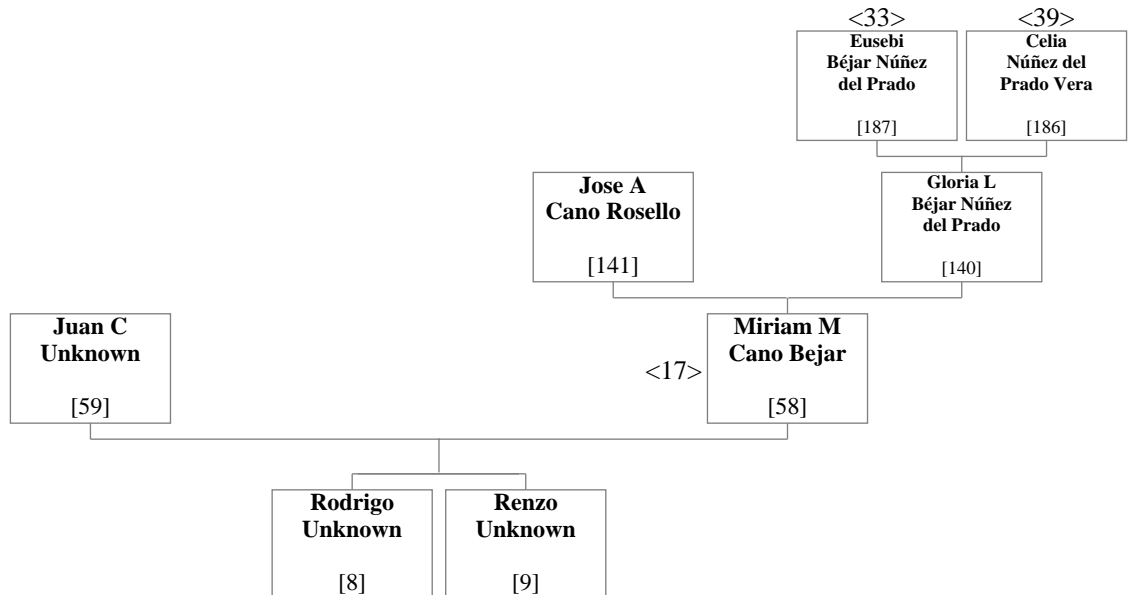 <33>
<39>
Eusebi
Béjar Núñez
del Prado
[187]
Celia
Núñez del
Prado Vera
[186]
Jose A
Cano Rosello
[141]
Gloria L
Béjar Núñez
del Prado
[140]
Juan C
Unknown
[59]
<17>
Miriam M
Cano Bejar
[58]
Rodrigo
Unknown
[8]
Renzo
Unknown
[9]